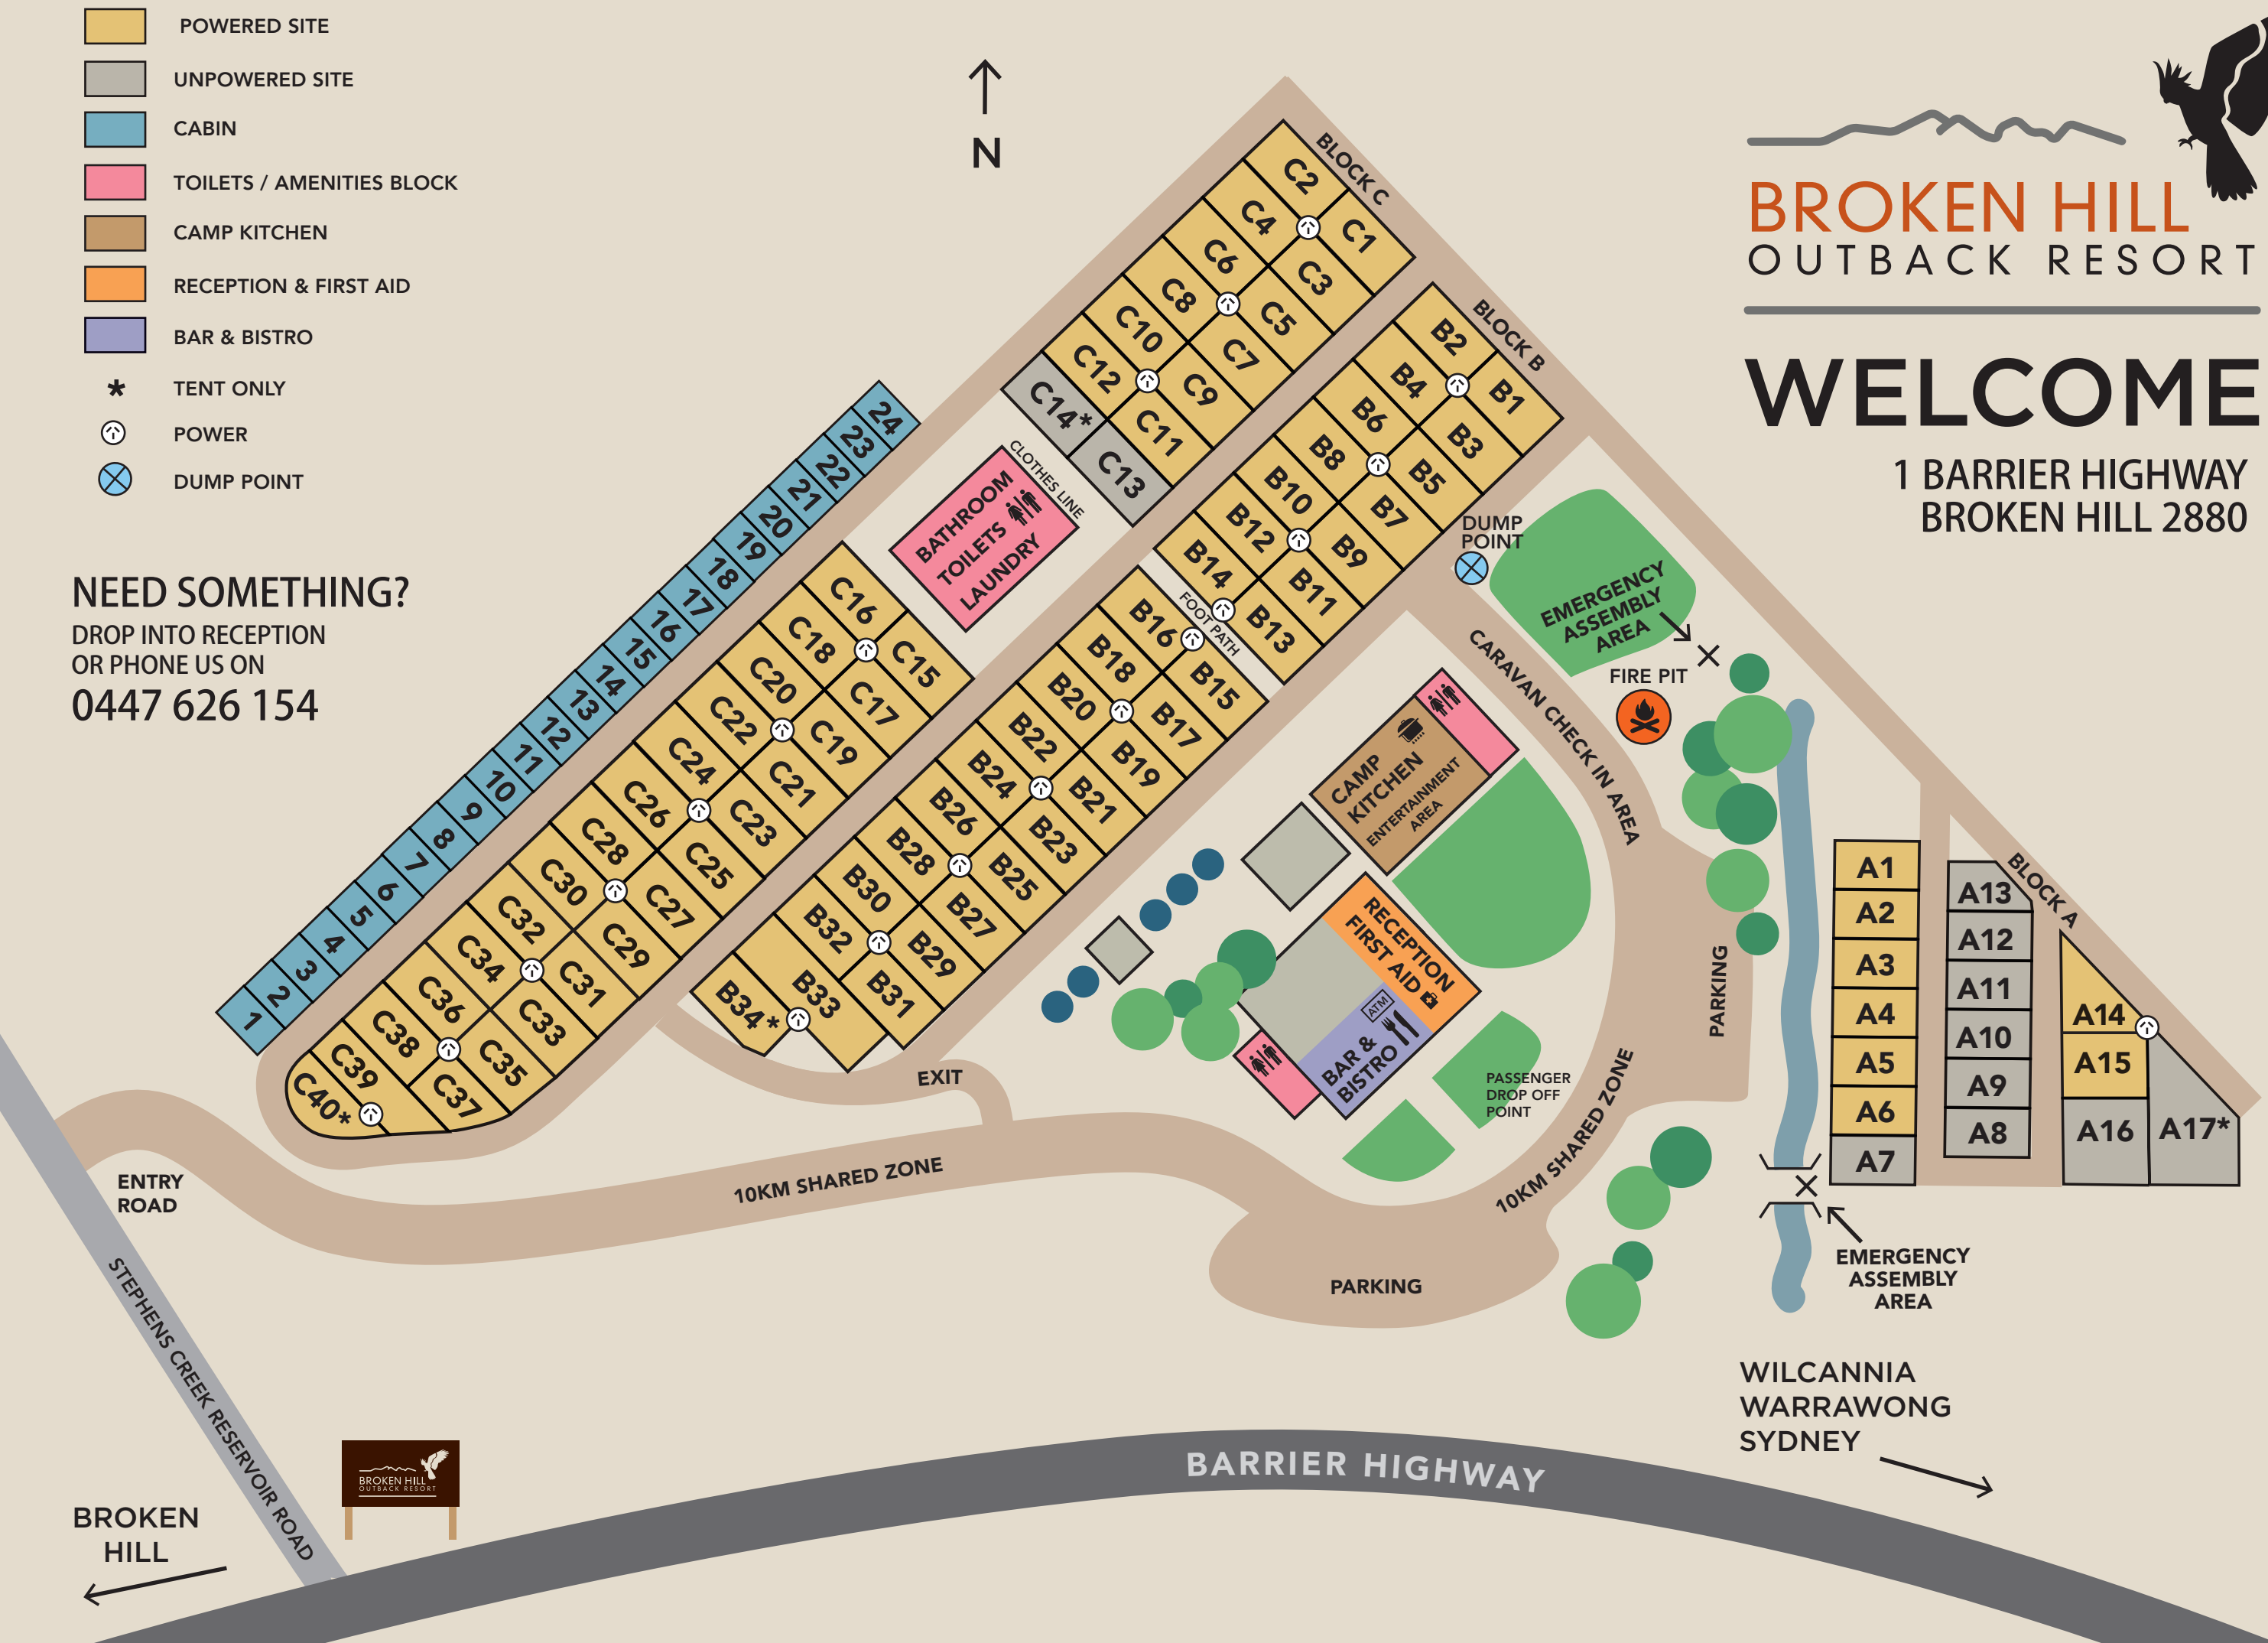 POWERED SITE
UNPOWERED SITE
CABIN
TOILETS / AMENITIES BLOCK
CAMP KITCHEN
RECEPTION & FIRST AID
BAR & BISTRO
* TENT ONLY
POWER
DUMP POINT
NEED SOMETHING?
DROP INTO RECEPTION
OR PHONE US ON
0447 626 154
N
BROKEN HILL
OUTBACK RESORT
WELCOME
1 BARRIER HIGHWAY
BROKEN HILL 2880
BLOCK C
C2
C1
C4
C3
C6
C5
C8
C7
C10
C9
C12
C11
C14*
C13
CLOTHES LINE
BATHROOM
TOILETS
LAUNDRY
C16
C15
C18
C17
C20
C19
C22
C21
C24
C23
C26
C25
C28
C27
C30
C29
C32
C31
C34
C33
C36
C35
C38
C37
C39
C40*
24
23
22
21
20
19
18
17
16
15
14
13
12
11
10
9
8
7
6
5
4
3
2
1
BLOCK B
B2
B1
B4
B3
B6
B5
B8
B7
B10
B9
B12
B11
B14
B13
FOOT PATH
B16
B15
B18
B17
B20
B19
B22
B21
B24
B23
B26
B25
B28
B27
B30
B29
B32
B31
B33
B34*
DUMP
POINT
EMERGENCY
ASSEMBLY
AREA
FIRE PIT
CARAVAN CHECK IN AREA
CAMP
KITCHEN
ENTERTAINMENT
AREA
RECEPTION
FIRST AID
ATM
BAR &
BISTRO
PASSENGER
DROP OFF
POINT
PARKING
10KM SHARED ZONE
BLOCK A
A1
A2
A3
A4
A5
A6
A7
A13
A12
A11
A10
A9
A8
A14
A15
A16
A17*
EMERGENCY
ASSEMBLY
AREA
EXIT
10KM SHARED ZONE
PARKING
ENTRY
ROAD
STEPHENS CREEK RESERVOIR ROAD
BROKEN HILL
OUTBACK RESORT
BROKEN
HILL
BARRIER HIGHWAY
WILCANNIA
WARRAWONG
SYDNEY